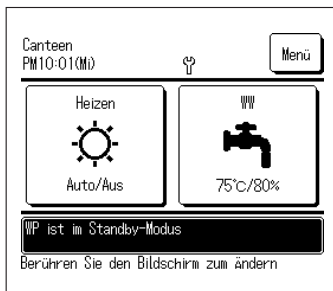 Canteen
PM10:01(Mi)
Menü
Heizen
Auto/Aus
WW
75°c/80%
WP ist im Standby-Modus
Berühren Sie den Bildschirm zum ändern